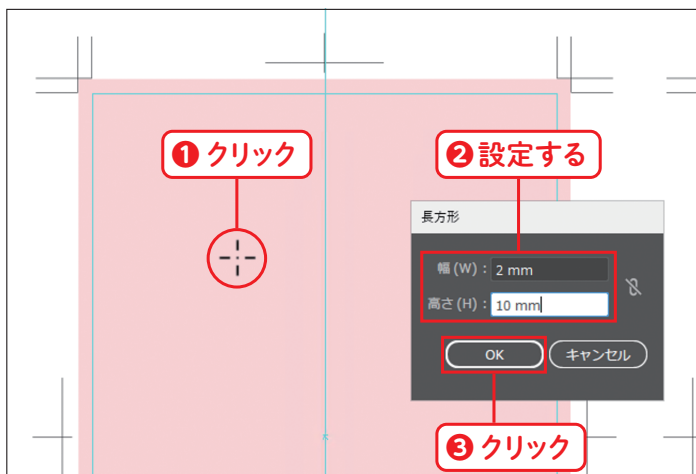 ❶クリック
❷設定する
長方形
幅(W)：2 mm
高さ(H)：10 mm
OK
キャンセル
❸クリック